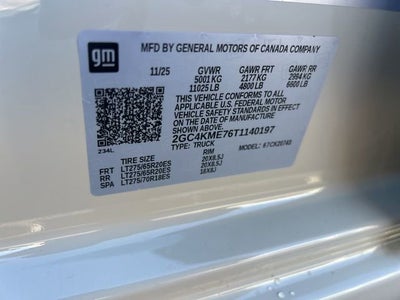 gm
MFD BY GENERAL MOTORS OF CANADA COMPANY
11/25 GVWR GAWR FRT GAWR RR
5001KG 2177 KG 2994 KG
11025 LB 4800 LB 6600 LB
THIS VEHICLE CONFORMS TO ALL
APPLICABLE U.S. FEDERAL MOTOR
VEHICLE SAFETY STANDARDS IN EFFECT
ON THE DATE OF MANUFACTURE
SHOWN ABOVE.
2GC4KME76T1140197
TYPE: TRUCK MODEL: 67CK20743
234L
TIRE SIZE RIM
FRT LT275/65R20ES 20X8.5J
RR LT275/65R20ES 20X8.5J
SPA LT275/70R18ES 18X8J